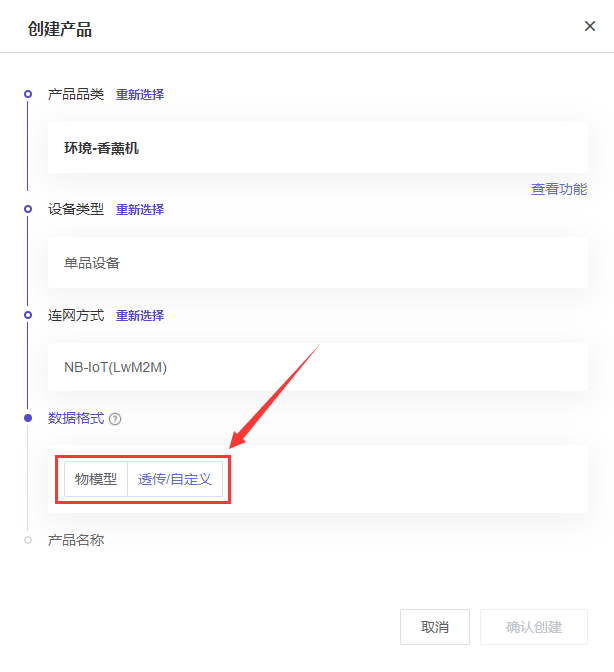 创建产品
产品品类 重新选择
环境-香薰机
查看功能
设备类型 重新选择
单品设备
连网方式 重新选择
NB-IoT(LwM2M)
数据格式 ?
物模型 透传/自定义
产品名称
取消 确认创建